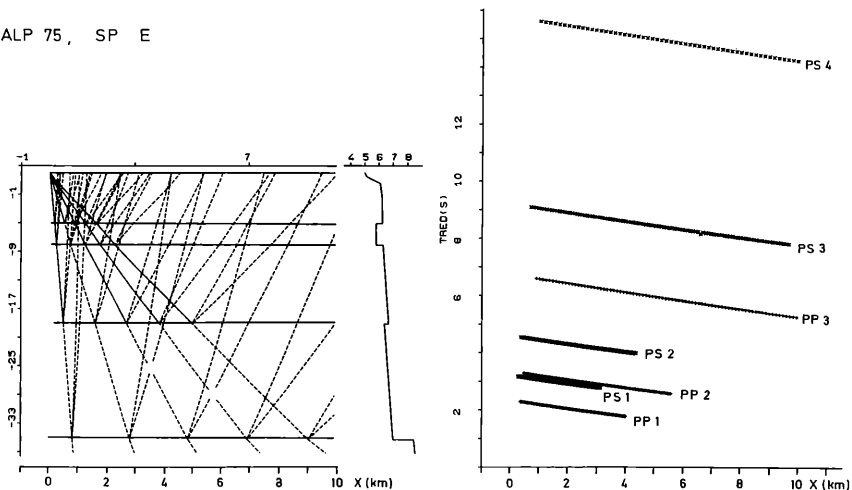 ALP 75, SP E
-1 7 4 5 6 7 8
-1
-9
-17
-25
-33
0 2 4 6 8 10 X (km)
TRED(S)
12
10
8
6
4
2
PS 4
PS 3
PP 3
PS 2
PP 2
PS 1
PP 1
0 2 4 6 8 10 X (km)